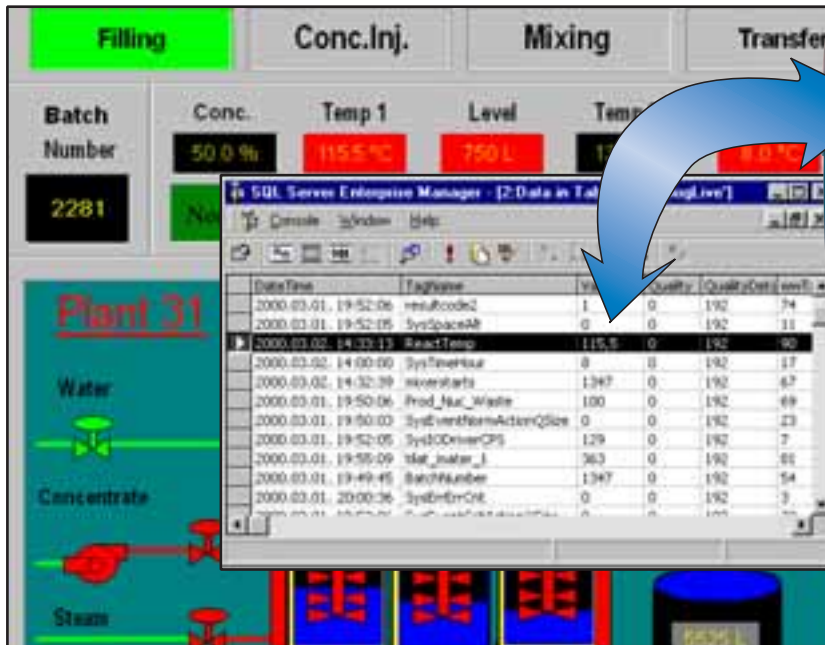 Filling Conc.Inj. Mixing Transfer
Batch Number Conc. Temp 1 Level
2281 50.0 % 115.5 °C 750 L 8.0 °C
SQL Server Enterprise Manager - [2:Data in
Console Window Help
DateTime TagName Quality
2000.03.01. 19:52:06 resultcode2 1 0 192 74
2000.03.01. 19:52:05 SysSpaceMB 0 0 192 11
2000.03.02. 14:33:13 ReactTemp 115,5 0 192 90
2000.03.02. 14:00:00 SysTimeHour 8 0 192 17
2000.03.02. 14:32:39 mixerstarts 1347 0 192 67
2000.03.01. 19:50:06 Prod_Nuc_Waste 100 0 192 69
2000.03.01. 19:50:03 SysEventNormActionQSize 0 0 192 23
2000.03.01. 19:52:05 SysIODriverCPS 129 0 192 7
2000.03.01. 19:55:09 363 0 192 81
2000.03.01. 19:49:45 BatchNumber 1347 0 192 54
2000.03.01. 20:00:36 SysErrErrCnt 0 0 192 3
Plant 31
Water
Concentrate
Steam